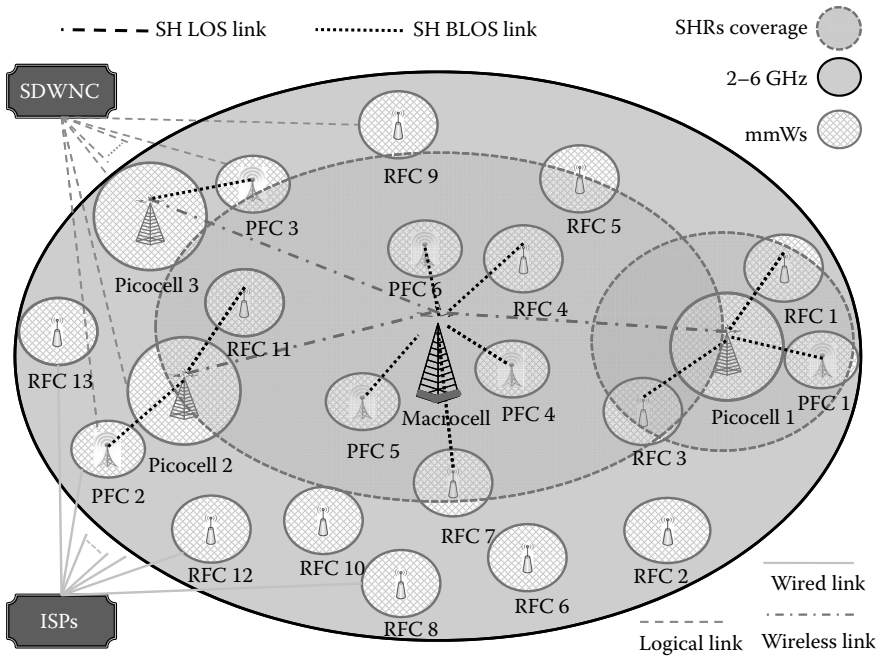 SH LOS link
SH BLOS link
SHRs coverage
2–6 GHz
mmWs
SDWNC
RFC 9
RFC 5
PFC 3
PFC 6
RFC 4
Picocell 3
RFC 1
RFC 11
RFC 13
PFC 4
PFC 1
Macrocell
Picocell 1
PFC 5
RFC 3
Picocell 2
PFC 2
RFC 7
RFC 10
RFC 12
RFC 2
RFC 6
RFC 8
ISPs
Wired link
Logical link
Wireless link